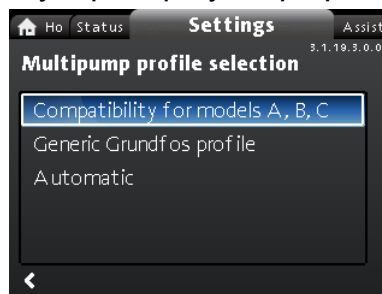 Ho Status Settings Assist
3.1.19.3.0.0
Multipump profile selection
Compatibility for models A, B, C
Generic Grundfos profile
Automatic